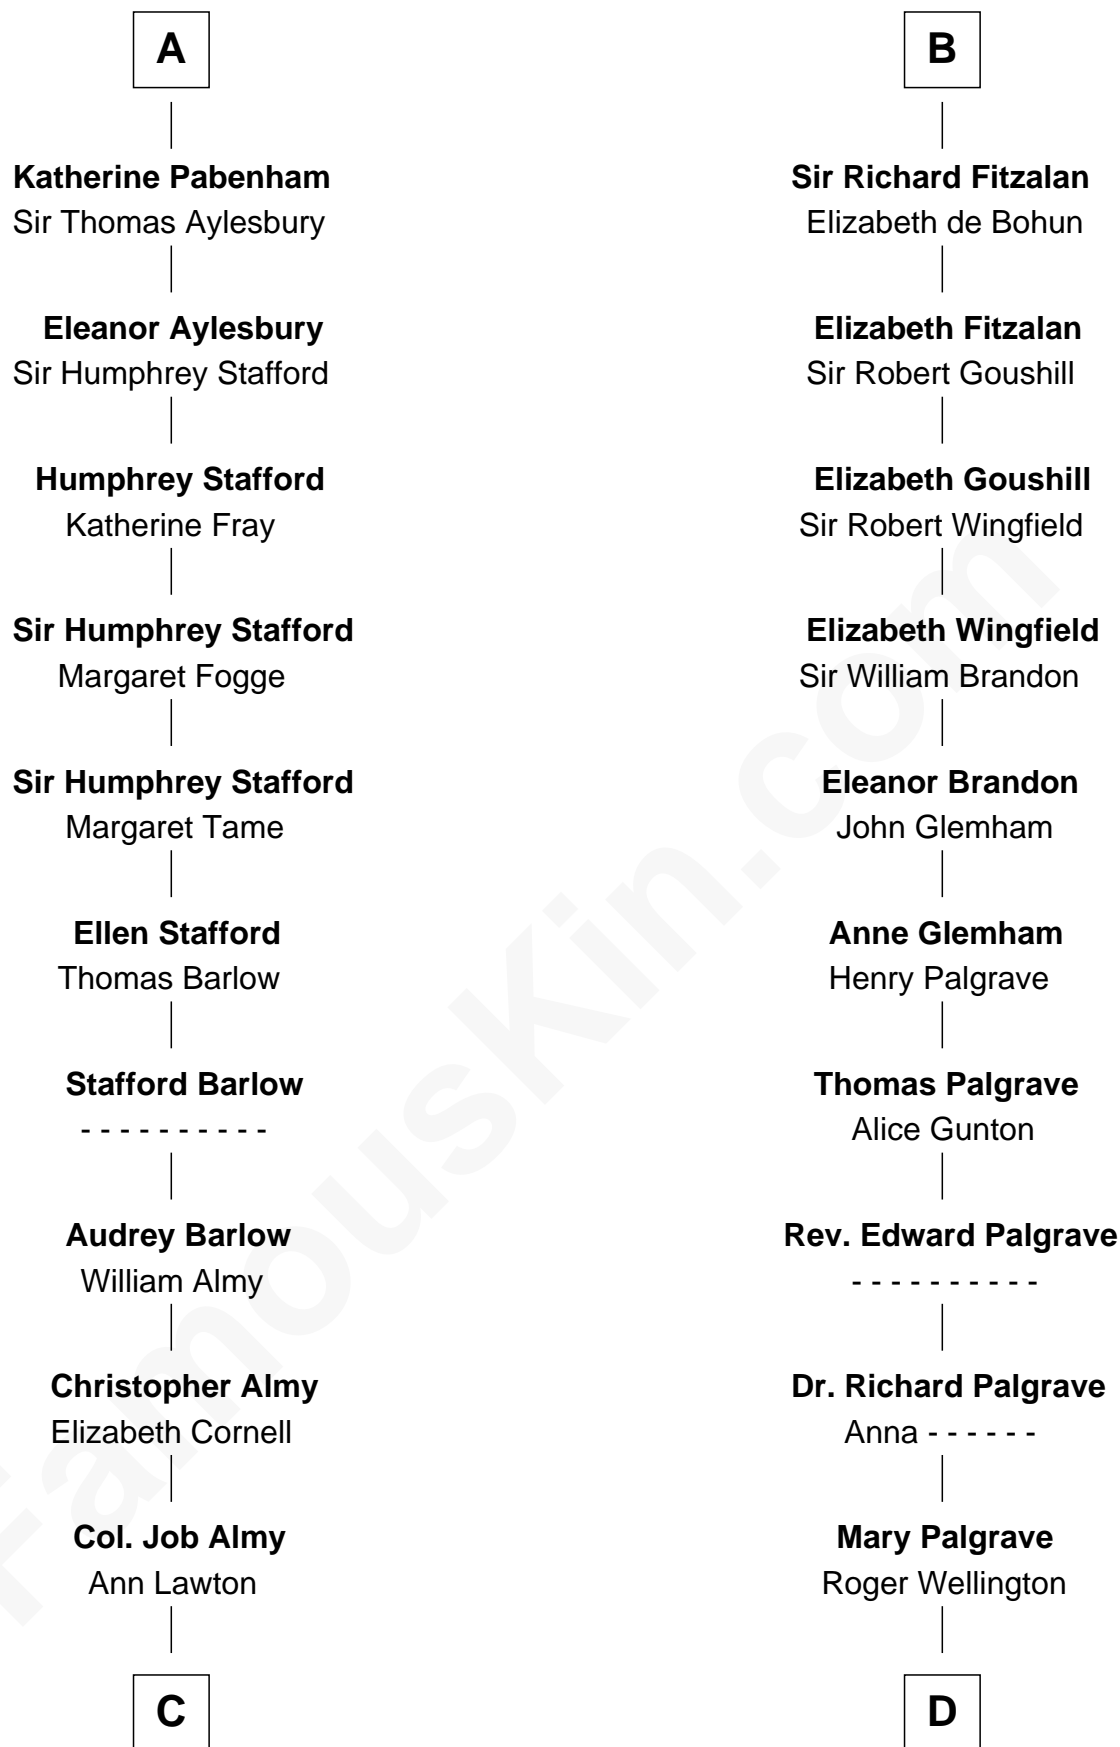 A
Katherine Pabenham
Sir Thomas Aylesbury
Eleanor Aylesbury
Sir Humphrey Stafford
Humphrey Stafford
Katherine Fray
Sir Humphrey Stafford
Margaret Fogge
Sir Humphrey Stafford
Margaret Tame
Ellen Stafford
Thomas Barlow
Stafford Barlow
- - - - - - - - - -
Audrey Barlow
William Almy
Christopher Almy
Elizabeth Cornell
Col. Job Almy
Ann Lawton
C
B
Sir Richard Fitzalan
Elizabeth de Bohun
Elizabeth Fitzalan
Sir Robert Goushill
Elizabeth Goushill
Sir Robert Wingfield
Elizabeth Wingfield
Sir William Brandon
Eleanor Brandon
John Glemham
Anne Glemham
Henry Palgrave
Thomas Palgrave
Alice Gunton
Rev. Edward Palgrave
- - - - - - - - - -
Dr. Richard Palgrave
Anna - - - - - -
Mary Palgrave
Roger Wellington
D
FamousKin.com